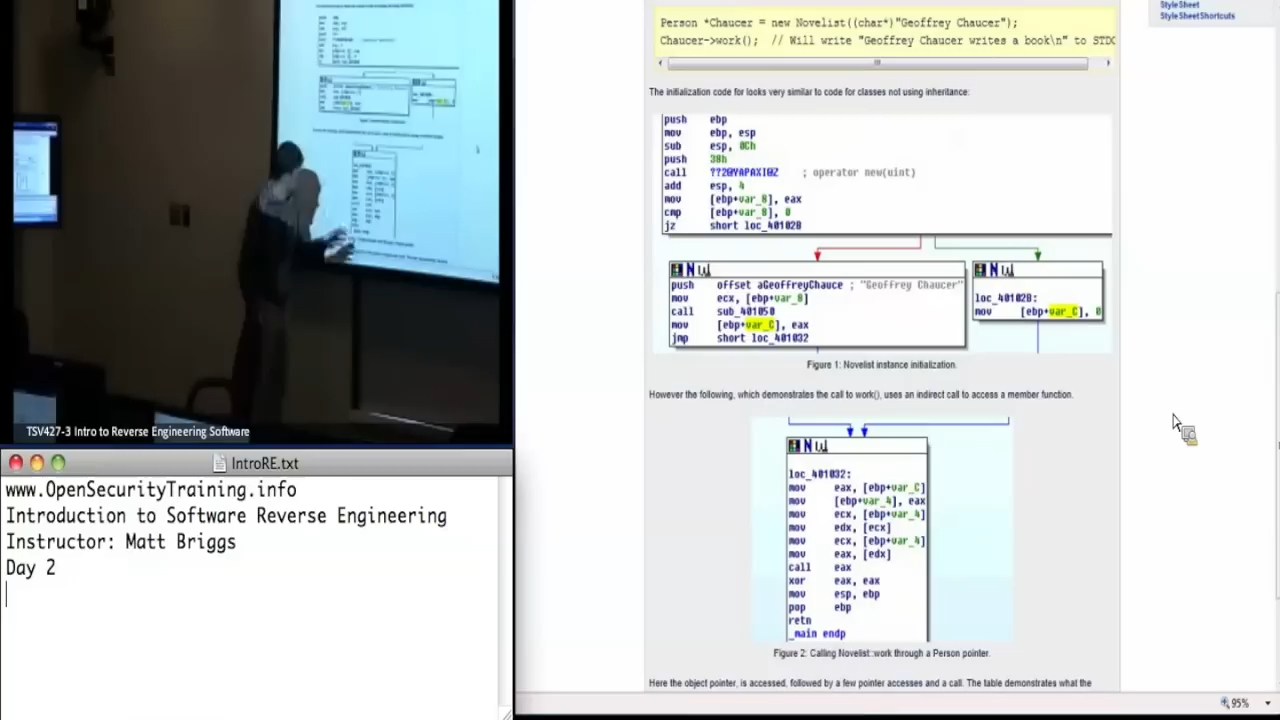 StyleSheet
StyleSheetShortcuts
Person *Chaucer = new Novelist((char*)"Geoffrey Chaucer");
Chaucer->work(); // Will write "Geoffrey Chaucer writes a book\n" to STDO
The initialization code for looks very similar to code for classes not using inheritance:
push ebp
mov ebp, esp
sub esp, 0Ch
push 38h
call ??2@YAPAXI@Z ; operator new(uint)
add esp, 4
mov [ebp+var_8], eax
cmp [ebp+var_8], 0
jz short loc_40102B
push offset aGeoffreyChauce ; "Geoffrey Chaucer"
mov ecx, [ebp+var_8]
call sub_401050
mov [ebp+var_C], eax
jmp short loc_401032
loc_40102B:
mov [ebp+var_C], 0
Figure 1: Novelist instance initialization.
However the following, which demonstrates the call to work(), uses an indirect call to access a member function.
loc_401032:
mov eax, [ebp+var_C]
mov [ebp+var_4], eax
mov ecx, [ebp+var_4]
mov edx, [ecx]
mov ecx, [ebp+var_4]
mov eax, [edx]
call eax
xor eax, eax
mov esp, ebp
pop ebp
retn
_main endp
Figure 2: Calling Novelist::work through a Person pointer.
Here the object pointer, is accessed, followed by a few pointer accesses and a call. The table demonstrates what the
95%
TSV427-3 Intro to Reverse Engineering Software
IntroRE.txt
www.OpenSecurityTraining.info
Introduction to Software Reverse Engineering
Instructor: Matt Briggs
Day 2